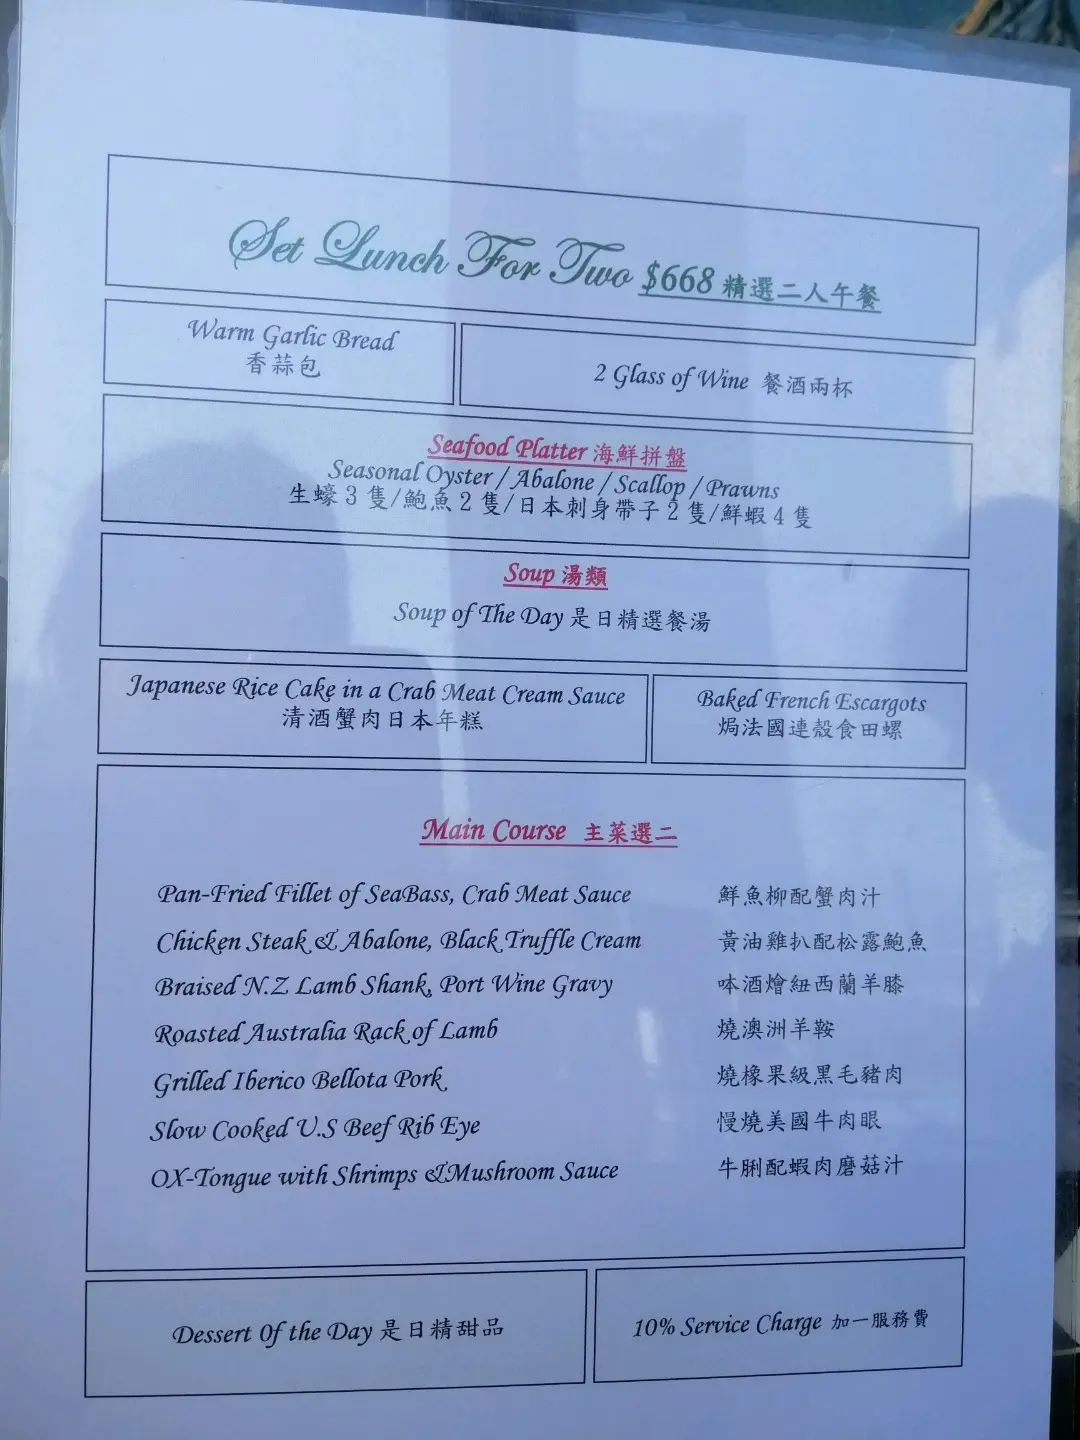 Set Lunch For Two $668 精選二人午餐
Warm Garlic Bread
香蒜包
2 Glass of Wine 餐酒兩杯
Seafood Platter 海鮮拼盤
Seasonal Oyster / Abalone / Scallop / Prawns
生蠔 3 隻/鮑魚 2 隻/日本刺身帶子 2 隻/鮮蝦 4 隻
Soup 湯類
Soup of The Day 是日精選餐湯
Japanese Rice Cake in a Crab Meat Cream Sauce
清酒蟹肉日本年糕
Baked French Escargots
焗法國連殼食田螺
Main Course 主菜選二
Pan-Fried Fillet of SeaBass, Crab Meat Sauce 鮮魚柳配蟹肉汁
Chicken Steak & Abalone, Black Truffle Cream 黃油雞扒配松露鮑魚
Braised N.Z Lamb Shank, Port Wine Gravy 呠酒燴紐西蘭羊膝
Roasted Australia Rack of Lamb 燒澳洲羊鞍
Grilled Iberico Bellota Pork 燒橡果級黑毛豬肉
Slow Cooked U.S Beef Rib Eye 慢燒美國牛肉眼
OX-Tongue with Shrimps &Mushroom Sauce 牛脷配蝦肉磨菇汁
Dessert Of the Day 是日精甜品
10% Service Charge 加一服務費